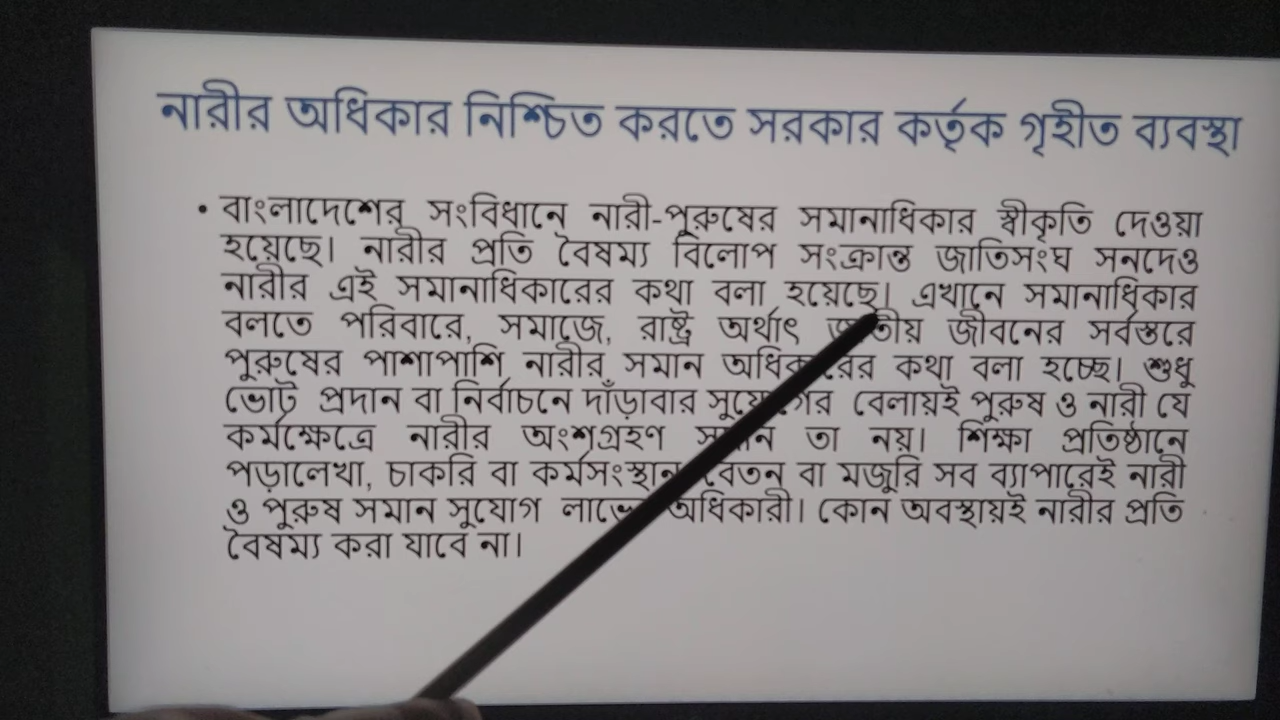 নারীর অধিকার নিশ্চিত করতে সরকার কর্তৃক গৃহীত ব্যবস্থা
• বাংলাদেশের সংবিধানে নারী-পুরুষের সমানাধিকার স্বীকৃতি দেওয়া
হয়েছে। নারীর প্রতি বৈষম্য বিলোপ সংক্রান্ত জাতিসংঘ সনদেও
নারীর এই সমানাধিকারের কথা বলা হয়েছে। এখানে সমানাধিকার
বলতে পরিবারে, সমাজে, রাষ্ট্র অর্থাৎ জাতীয় জীবনের সর্বস্তরে
পুরুষের পাশাপাশি নারীর সমান অধিকারের কথা বলা হচ্ছে। শুধু
ভোট প্রদান বা নির্বাচনে দাঁড়াবার সুযোগের বেলায়ই পুরুষ ও নারী যে
কর্মক্ষেত্রে নারীর অংশগ্রহণ সমান তা নয়। শিক্ষা প্রতিষ্ঠানে
পড়ালেখা, চাকরি বা কর্মসংস্থান বেতন বা মজুরি সব ব্যাপারেই নারী
ও পুরুষ সমান সুযোগ লাভের অধিকারী। কোন অবস্থায়ই নারীর প্রতি
বৈষম্য করা যাবে না।